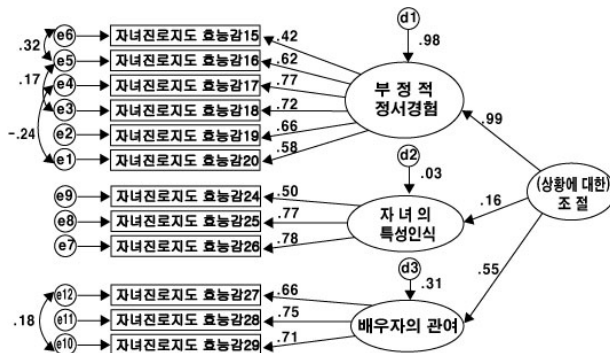 d1
e6 자녀진로지도 효능감15 .42 .98
.32
e5 자녀진로지도 효능감16 .62
.17
e4 자녀진로지도 효능감17 .77
부 정 적
정서경험
e3 자녀진로지도 효능감18 .72
-.24
e2 자녀진로지도 효능감19 .66
.99
e1 자녀진로지도 효능감20 .58
d2
.03
e9 자녀진로지도 효능감24 .50
(상황에 대한)
조 절
.16
e8 자녀진로지도 효능감25 .77
자 녀 의
특성인식
e7 자녀진로지도 효능감26 .78
.55
d3
.31
e12 자녀진로지도 효능감27 .66
.18
e11 자녀진로지도 효능감28 .75
배우자의 관여
e10 자녀진로지도 효능감29 .71